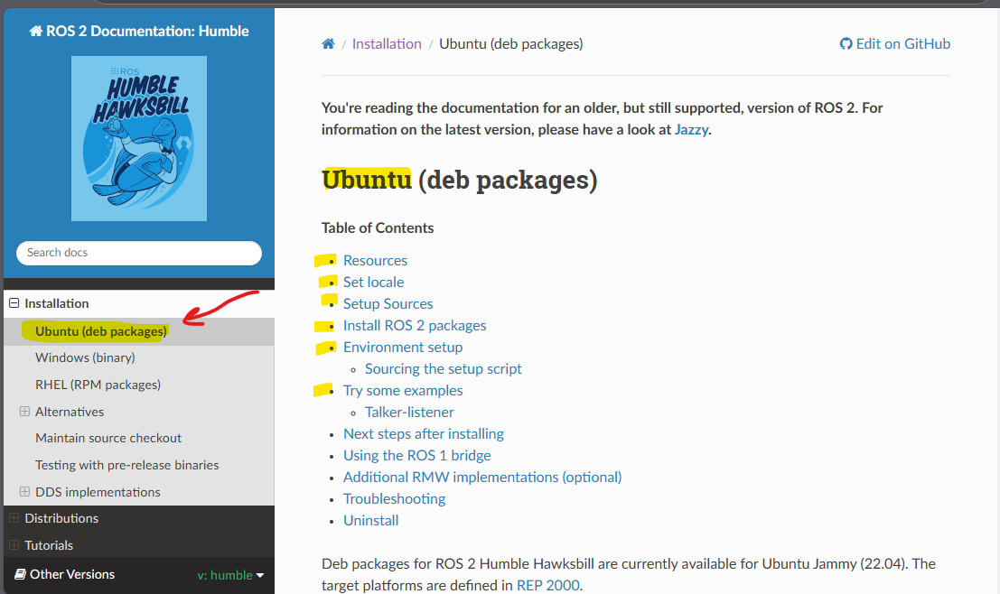 ROS 2 Documentation: Humble
ROS
HUMBLE
HAWKSBILL
Search docs
Installation
Ubuntu (deb packages)
Windows (binary)
RHEL (RPM packages)
Alternatives
Maintain source checkout
Testing with pre-release binaries
DDS implementations
Distributions
Tutorials
Other Versions v: humble
/ Installation / Ubuntu (deb packages) Edit on GitHub
You're reading the documentation for an older, but still supported, version of ROS 2. For
information on the latest version, please have a look at Jazzy.
Ubuntu (deb packages)
Table of Contents
Resources
Set locale
Setup Sources
Install ROS 2 packages
Environment setup
Sourcing the setup script
Try some examples
Talker-listener
Next steps after installing
Using the ROS 1 bridge
Additional RMW implementations (optional)
Troubleshooting
Uninstall
Deb packages for ROS 2 Humble Hawksbill are currently available for Ubuntu Jammy (22.04). The
target platforms are defined in REP 2000.